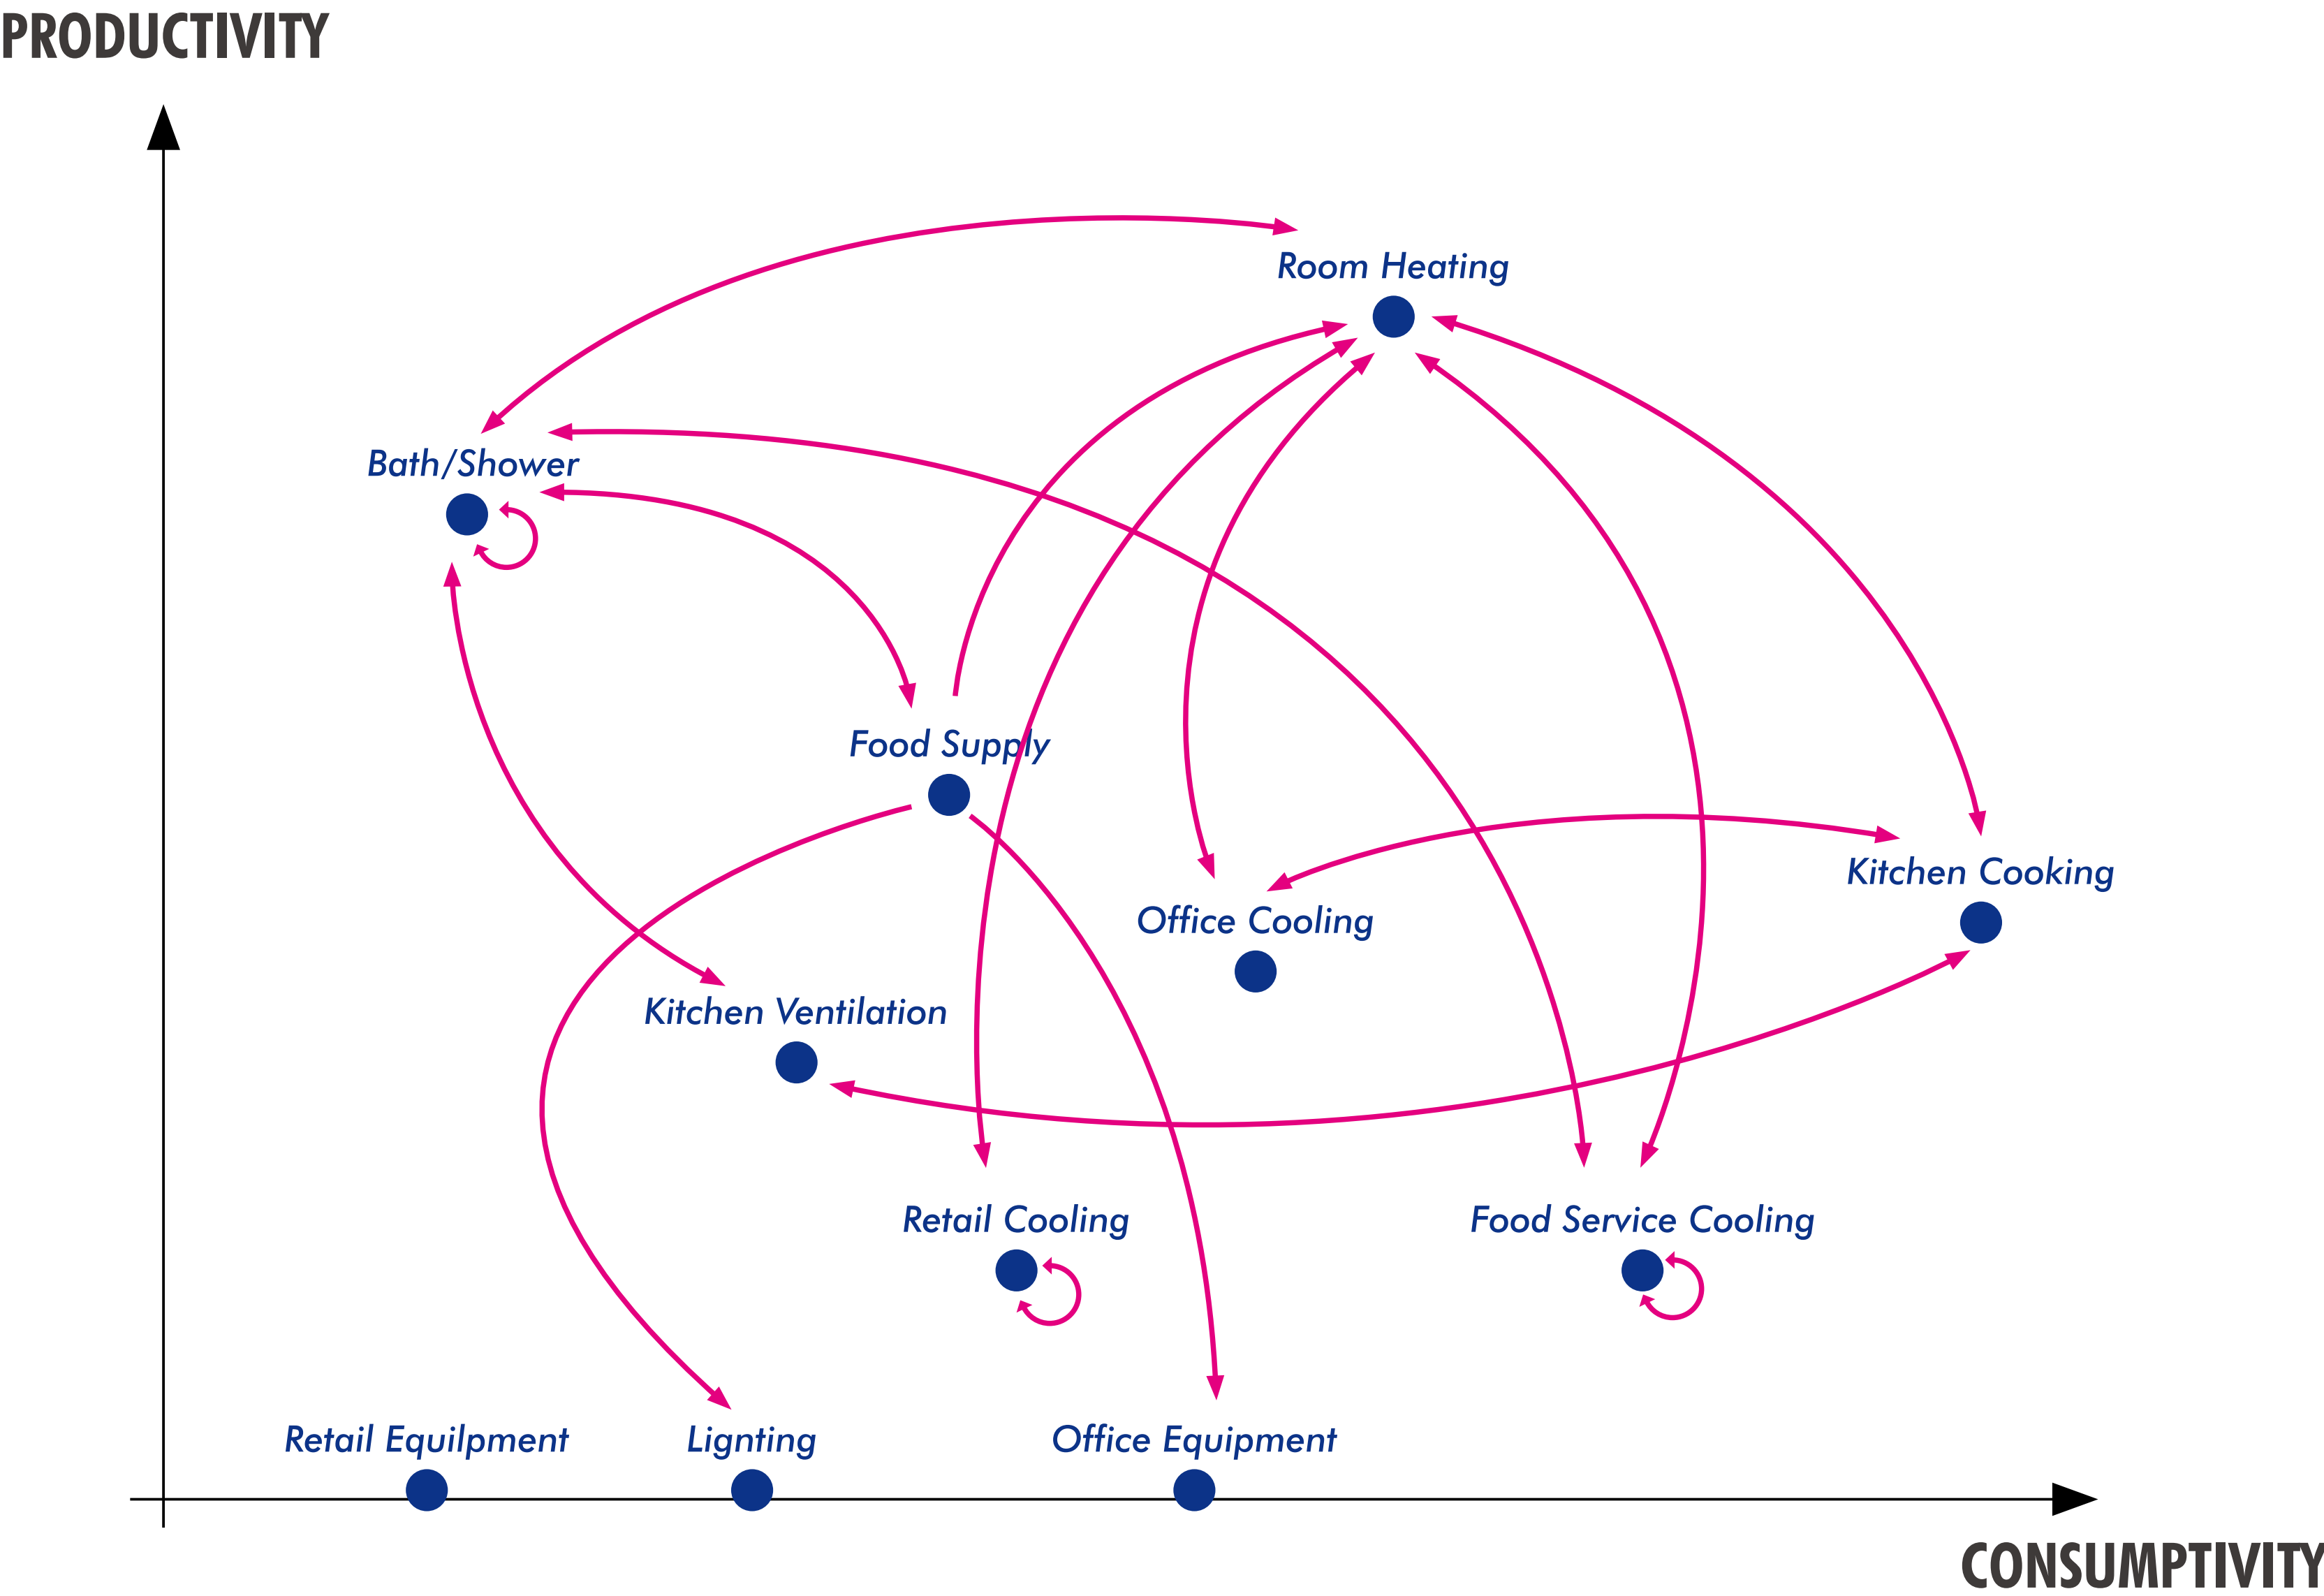 PRODUCTIVITY
Room Heating
Bath/Shower
Food Supply
Kitchen Cooking
Office Cooling
Kitchen Ventilation
Retail Cooling
Food Service Cooling
Retail Equilpment
Lignting
Office Equipment
CONSUMPTIVITY